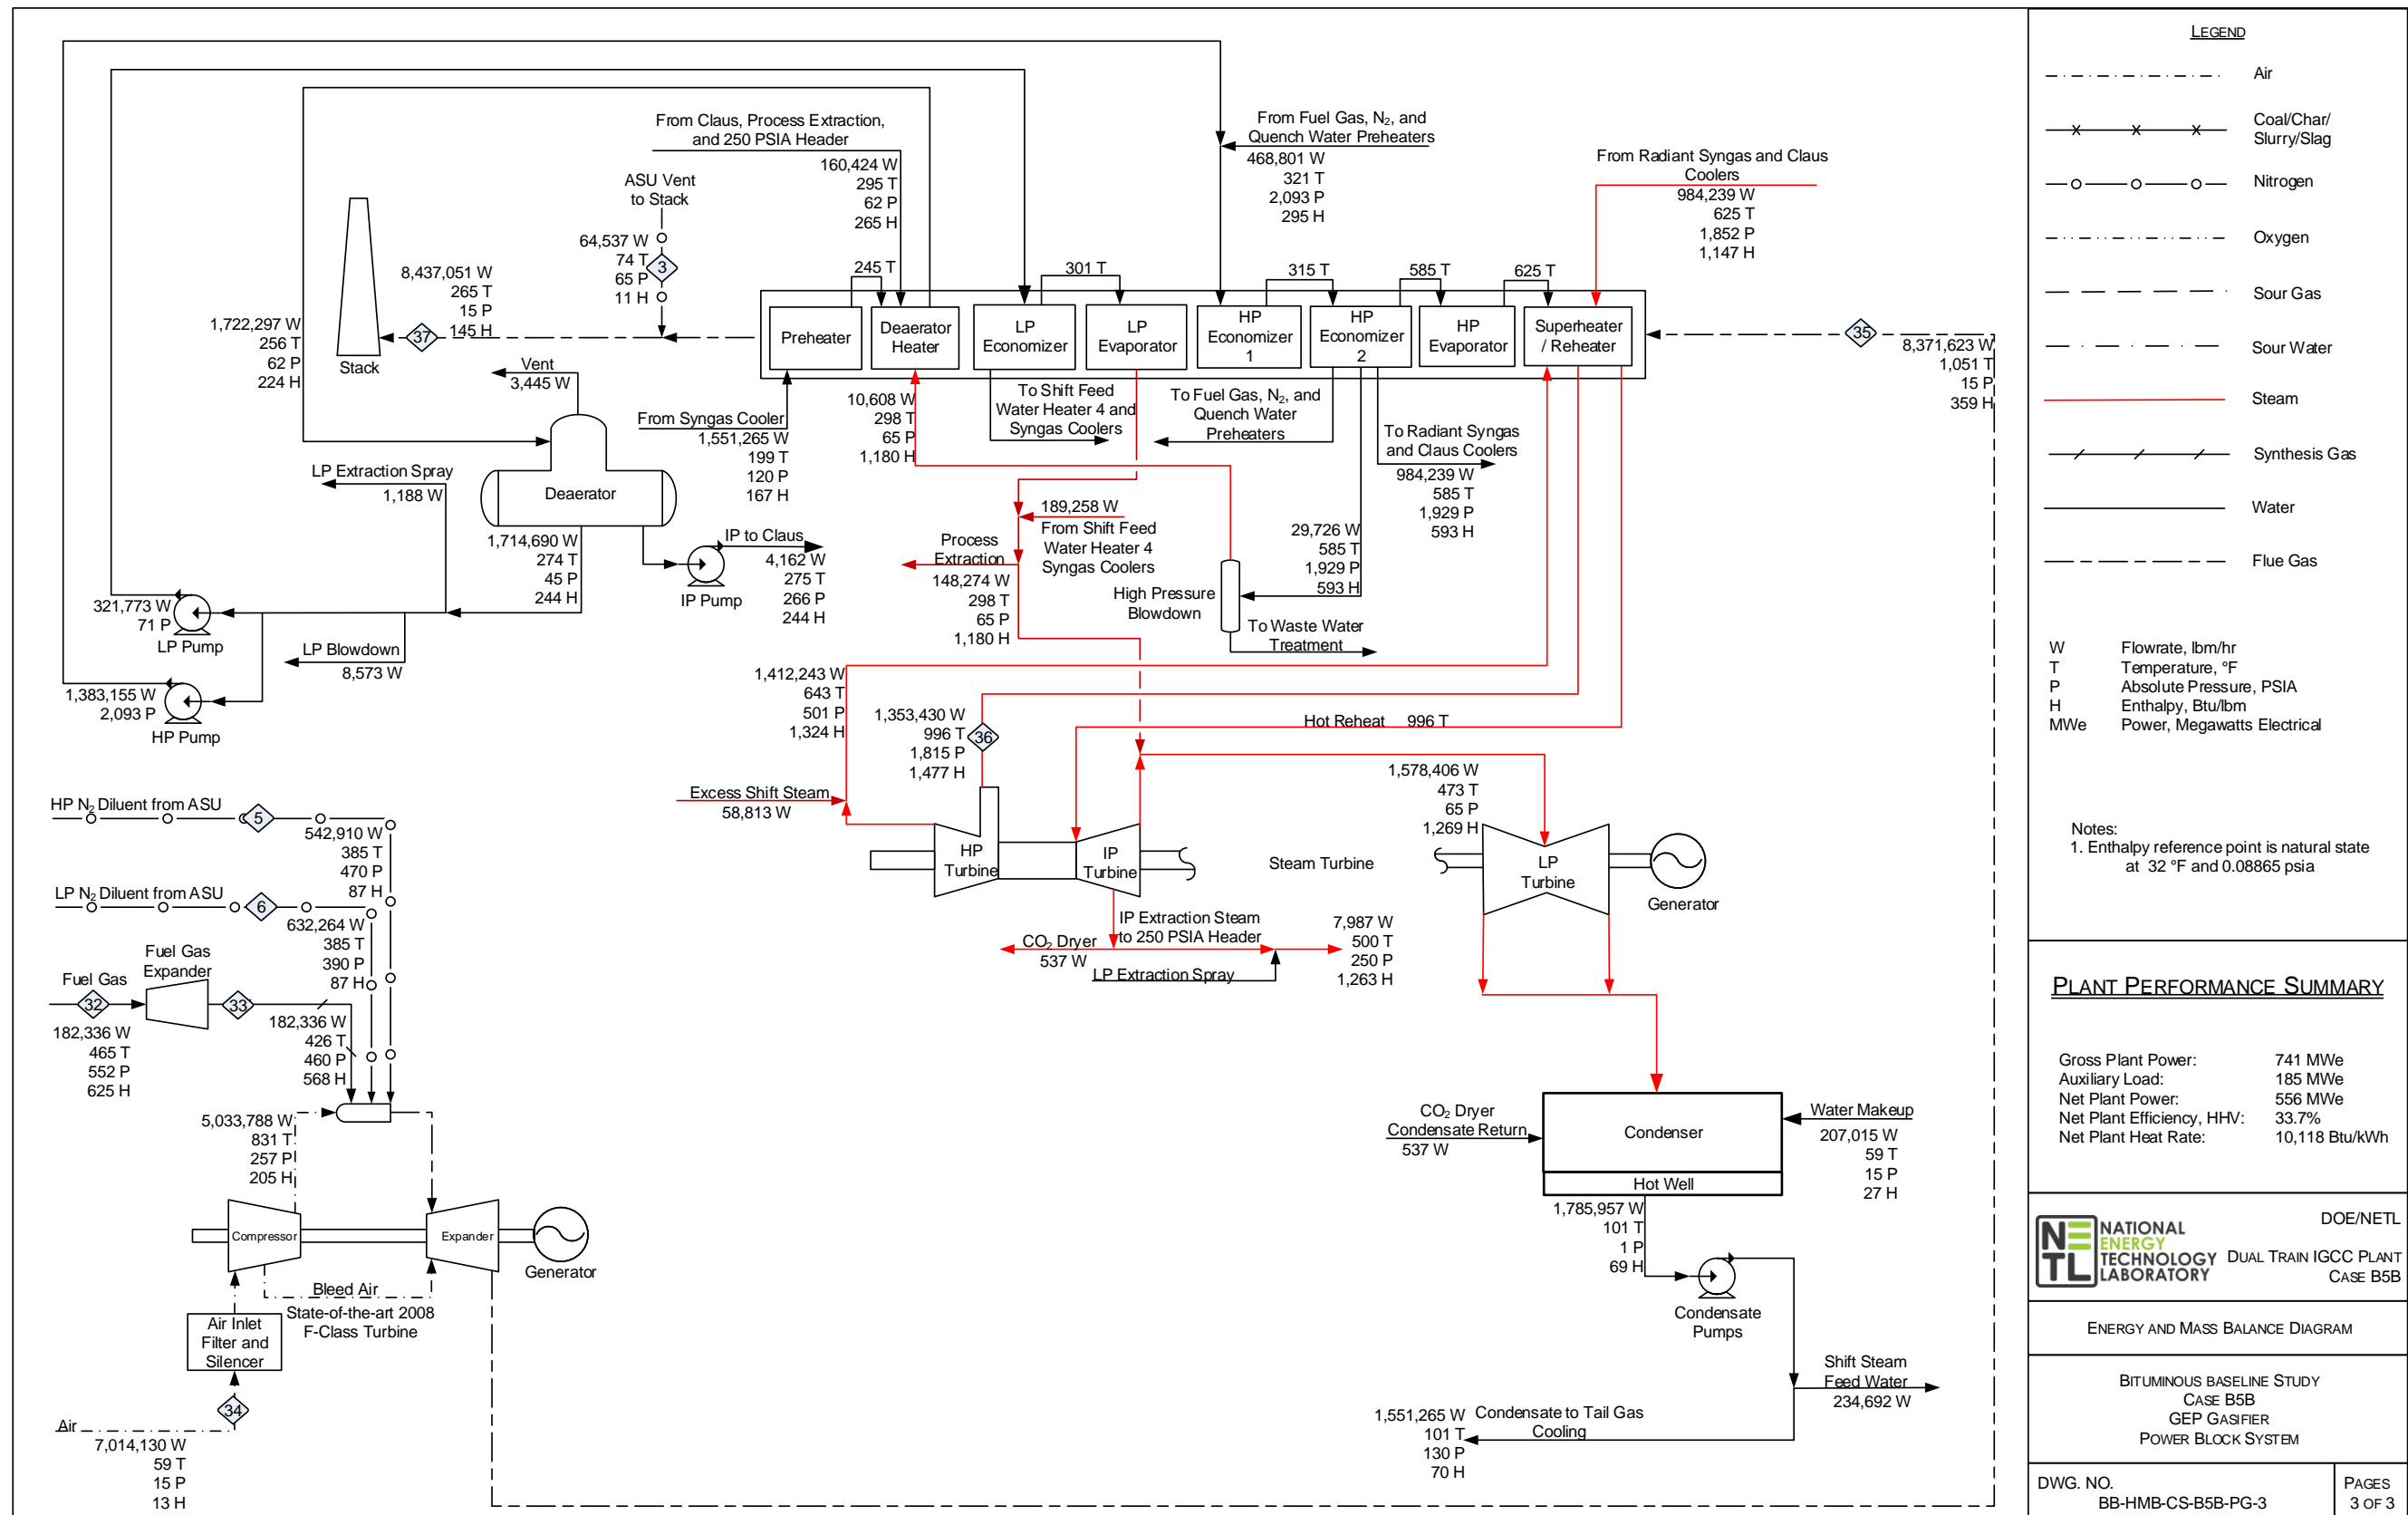 From Claus, Process Extraction,
and 250 PSIA Header
160,424 W
295 T
62 P
265 H
From Fuel Gas, N₂, and
Quench Water Preheaters
468,801 W
321 T
2,093 P
295 H
From Radiant Syngas and Claus
Coolers
984,239 W
625 T
1,852 P
1,147 H
ASU Vent
to Stack
64,537 W
74 T
65 P
11 H
3
8,437,051 W
265 T
15 P
145 H
37
Stack
1,722,297 W
256 T
62 P
224 H
245 T
301 T
315 T
585 T
625 T
Preheater
Deaerator
Heater
LP
Economizer
LP
Evaporator
HP
Economizer
1
HP
Economizer
2
HP
Evaporator
Superheater
/ Reheater
35
8,371,623 W
1,051 T
15 P
359 H
Vent
3,445 W
From Syngas Cooler
1,551,265 W
199 T
120 P
167 H
10,608 W
298 T
65 P
1,180 H
To Shift Feed
Water Heater 4 and
Syngas Coolers
To Fuel Gas, N₂, and
Quench Water
Preheaters
To Radiant Syngas
and Claus Coolers
984,239 W
585 T
1,929 P
593 H
LP Extraction Spray
1,188 W
Deaerator
1,714,690 W
274 T
45 P
244 H
IP to Claus
4,162 W
275 T
266 P
244 H
IP Pump
189,258 W
From Shift Feed
Water Heater 4
Syngas Coolers
Process
Extraction
148,274 W
298 T
65 P
1,180 H
29,726 W
585 T
1,929 P
593 H
High Pressure
Blowdown
To Waste Water
Treatment
321,773 W
71 P
LP Pump
LP Blowdown
8,573 W
1,383,155 W
2,093 P
HP Pump
1,412,243 W
643 T
501 P
1,324 H
1,353,430 W
996 T
1,815 P
1,477 H
36
Hot Reheat 996 T
Excess Shift Steam
58,813 W
1,578,406 W
473 T
65 P
1,269 H
HP
Turbine
IP
Turbine
Steam Turbine
LP
Turbine
Generator
IP Extraction Steam
to 250 PSIA Header
CO₂ Dryer
537 W
LP Extraction Spray
7,987 W
500 T
250 P
1,263 H
HP N₂ Diluent from ASU
5
542,910 W
385 T
470 P
87 H
LP N₂ Diluent from ASU
6
632,264 W
385 T
390 P
87 H
Fuel Gas
Expander
Fuel Gas
32
33
182,336 W
465 T
552 P
625 H
182,336 W
426 T
460 P
568 H
5,033,788 W
831 T
257 P
205 H
Compressor
Expander
Generator
Bleed Air
State-of-the-art 2008
F-Class Turbine
Air Inlet
Filter and
Silencer
34
Air
7,014,130 W
59 T
15 P
13 H
CO₂ Dryer
Condensate Return
537 W
Condenser
Hot Well
Water Makeup
207,015 W
59 T
15 P
27 H
1,785,957 W
101 T
1 P
69 H
Condensate
Pumps
Shift Steam
Feed Water
234,692 W
1,551,265 W
101 T
130 P
70 H
Condensate to Tail Gas
Cooling
LEGEND
Air
Coal/Char/
Slurry/Slag
Nitrogen
Oxygen
Sour Gas
Sour Water
Steam
Synthesis Gas
Water
Flue Gas
W Flowrate, lbm/hr
T Temperature, °F
P Absolute Pressure, PSIA
H Enthalpy, Btu/lbm
MWe Power, Megawatts Electrical
Notes:
1. Enthalpy reference point is natural state
at 32 °F and 0.08865 psia
PLANT PERFORMANCE SUMMARY
Gross Plant Power: 741 MWe
Auxiliary Load: 185 MWe
Net Plant Power: 556 MWe
Net Plant Efficiency, HHV: 33.7%
Net Plant Heat Rate: 10,118 Btu/kWh
NETL
NATIONAL
ENERGY
TECHNOLOGY
LABORATORY
DOE/NETL
DUAL TRAIN IGCC PLANT
CASE B5B
ENERGY AND MASS BALANCE DIAGRAM
BITUMINOUS BASELINE STUDY
CASE B5B
GEP GASIFIER
POWER BLOCK SYSTEM
DWG. NO.
BB-HMB-CS-B5B-PG-3
PAGES
3 OF 3